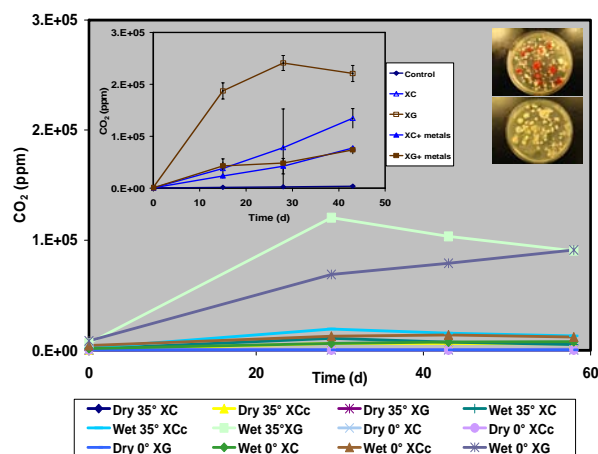 3.E+05
2.E+05
1.E+05
0.E+00
CO₂ (ppm)
0
20
40
60
Time (d)
3.E+05
2.E+05
1.E+05
0.E+00
CO₂ (ppm)
0
10
20
30
40
50
Time (d)
Control
XC
XG
XC+ metals
XG+ metals
Dry 35° XC Dry 35° XCc Dry 35° XG Wet 35° XC
Wet 35° XCc Wet 35°XG Dry 0° XC Dry 0° XCc
Dry 0° XG Wet 0° XC Wet 0° XCc Wet 0° XG